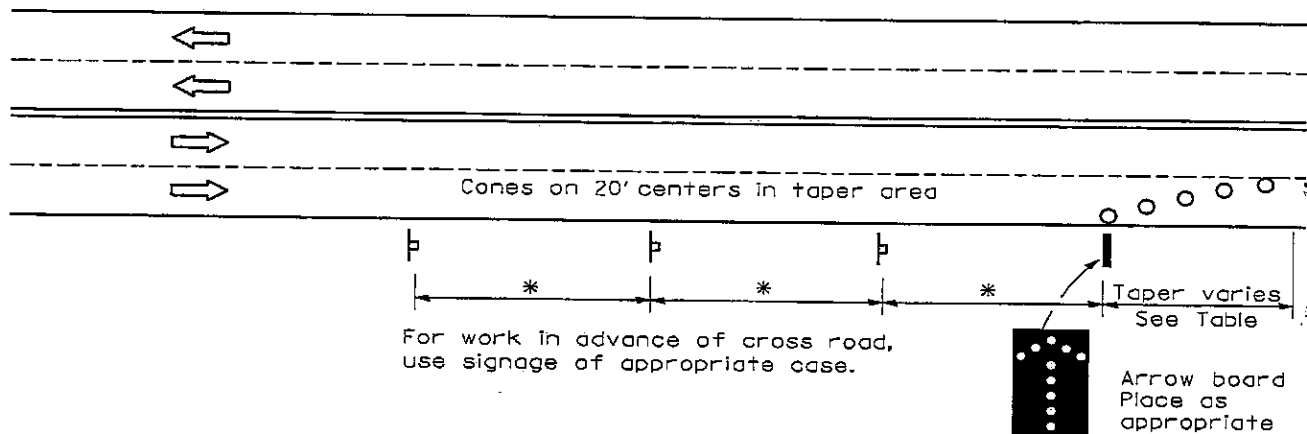 Cones on 20' centers in taper area
*
*
*
Taper varies
See Table
For work in advance of cross road,
use signage of appropriate case.
Arrow board
Place as
appropriate